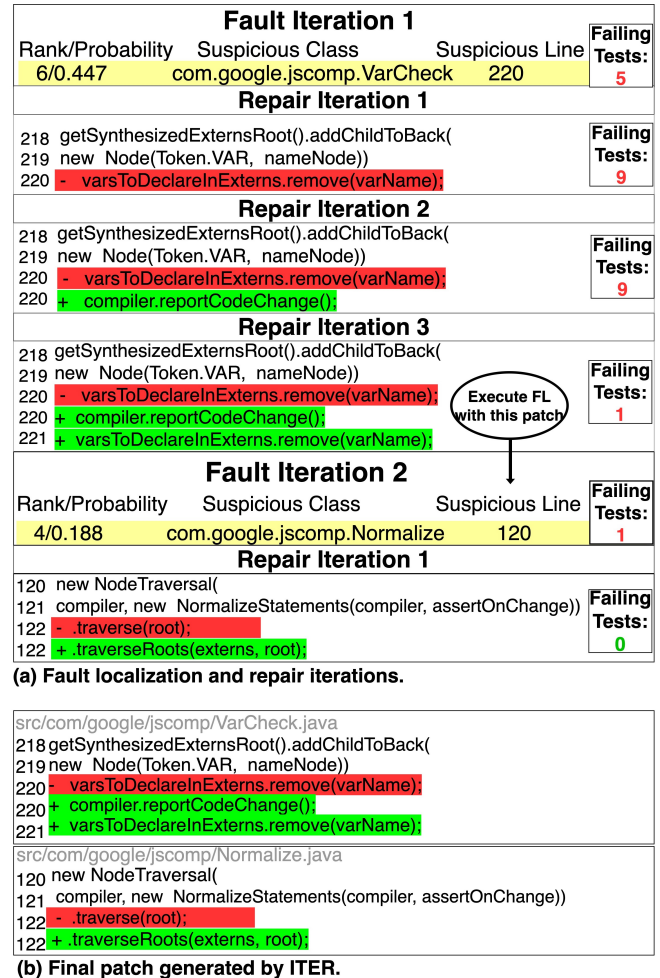 Fault Iteration 1
Rank/Probability Suspicious Class Suspicious Line
6/0.447 com.google.jscomp.VarCheck 220
Failing
Tests:
5
Repair Iteration 1
218 getSynthesizedExternsRoot().addChildToBack(
219 new Node(Token.VAR, nameNode))
220 - varsToDeclareInExterns.remove(varName);
Failing
Tests:
9
Repair Iteration 2
218 getSynthesizedExternsRoot().addChildToBack(
219 new Node(Token.VAR, nameNode))
220 - varsToDeclareInExterns.remove(varName);
220 + compiler.reportCodeChange();
Failing
Tests:
9
Repair Iteration 3
218 getSynthesizedExternsRoot().addChildToBack(
219 new Node(Token.VAR, nameNode))
220 - varsToDeclareInExterns.remove(varName);
220 + compiler.reportCodeChange();
221 + varsToDeclareInExterns.remove(varName);
Execute FL
with this patch
Failing
Tests:
1
Fault Iteration 2
Rank/Probability Suspicious Class Suspicious Line
4/0.188 com.google.jscomp.Normalize 120
Failing
Tests:
1
Repair Iteration 1
120 new NodeTraversal(
121 compiler, new NormalizeStatements(compiler, assertOnChange))
122 - .traverse(root);
122 + .traverseRoots(externs, root);
Failing
Tests:
0
(a) Fault localization and repair iterations.
src/com/google/jscomp/VarCheck.java
218 getSynthesizedExternsRoot().addChildToBack(
219 new Node(Token.VAR, nameNode))
220 - varsToDeclareInExterns.remove(varName);
220 + compiler.reportCodeChange();
221 + varsToDeclareInExterns.remove(varName);
src/com/google/jscomp/Normalize.java
120 new NodeTraversal(
121 compiler, new NormalizeStatements(compiler, assertOnChange))
122 - .traverse(root);
122 + .traverseRoots(externs, root);
(b) Final patch generated by ITER.